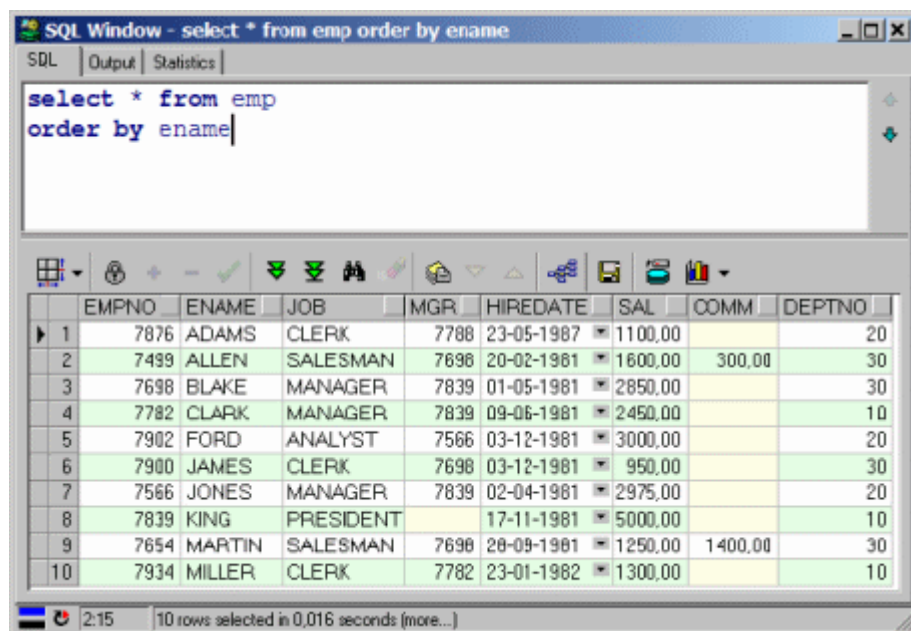 SQL Window - select * from emp order by ename
SQL Output Statistics
select * from emp
order by ename
EMPNO ENAME JOB MGR HIREDATE SAL COMM DEPTNO
1 7876 ADAMS CLERK 7788 23-05-1987 1100,00 20
2 7499 ALLEN SALESMAN 7698 20-02-1981 1600,00 300,00 30
3 7698 BLAKE MANAGER 7839 01-05-1981 2850,00 30
4 7782 CLARK MANAGER 7839 09-06-1981 2450,00 10
5 7902 FORD ANALYST 7566 03-12-1981 3000,00 20
6 7900 JAMES CLERK 7698 03-12-1981 950,00 30
7 7566 JONES MANAGER 7839 02-04-1981 2975,00 20
8 7839 KING PRESIDENT 17-11-1981 5000,00 10
9 7654 MARTIN SALESMAN 7698 28-09-1981 1250,00 1400,00 30
10 7934 MILLER CLERK 7782 23-01-1982 1300,00 10
2:15 10 rows selected in 0,016 seconds (more...)